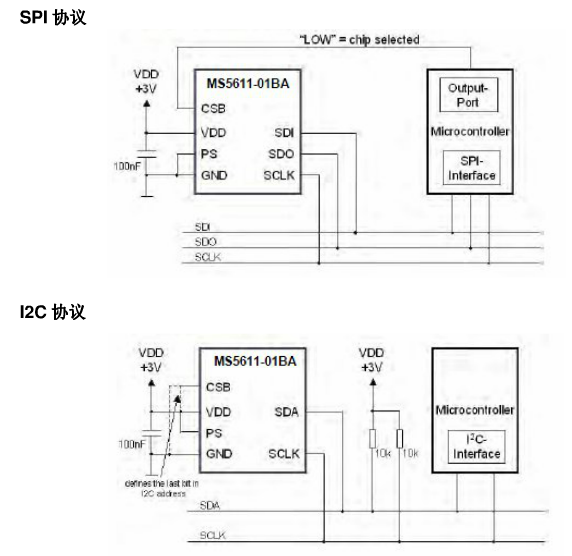 SPI 协议
"LOW" = chip selected
VDD
+3V
MS5611-01BA
CSB
VDD
SDI
PS
SDO
GND
SCLK
100nF
Output-
Port
Microcontroller
SPI-
Interface
SDI
SDO
SCLK
I2C 协议
VDD
+3V
MS5611-01BA
CSB
VDD
SDA
PS
GND
SCLK
100nF
defines the last bit in
I2C address
VDD
+3V
10k
10k
Microcontroller
I²C-
Interface
SDA
SCLK